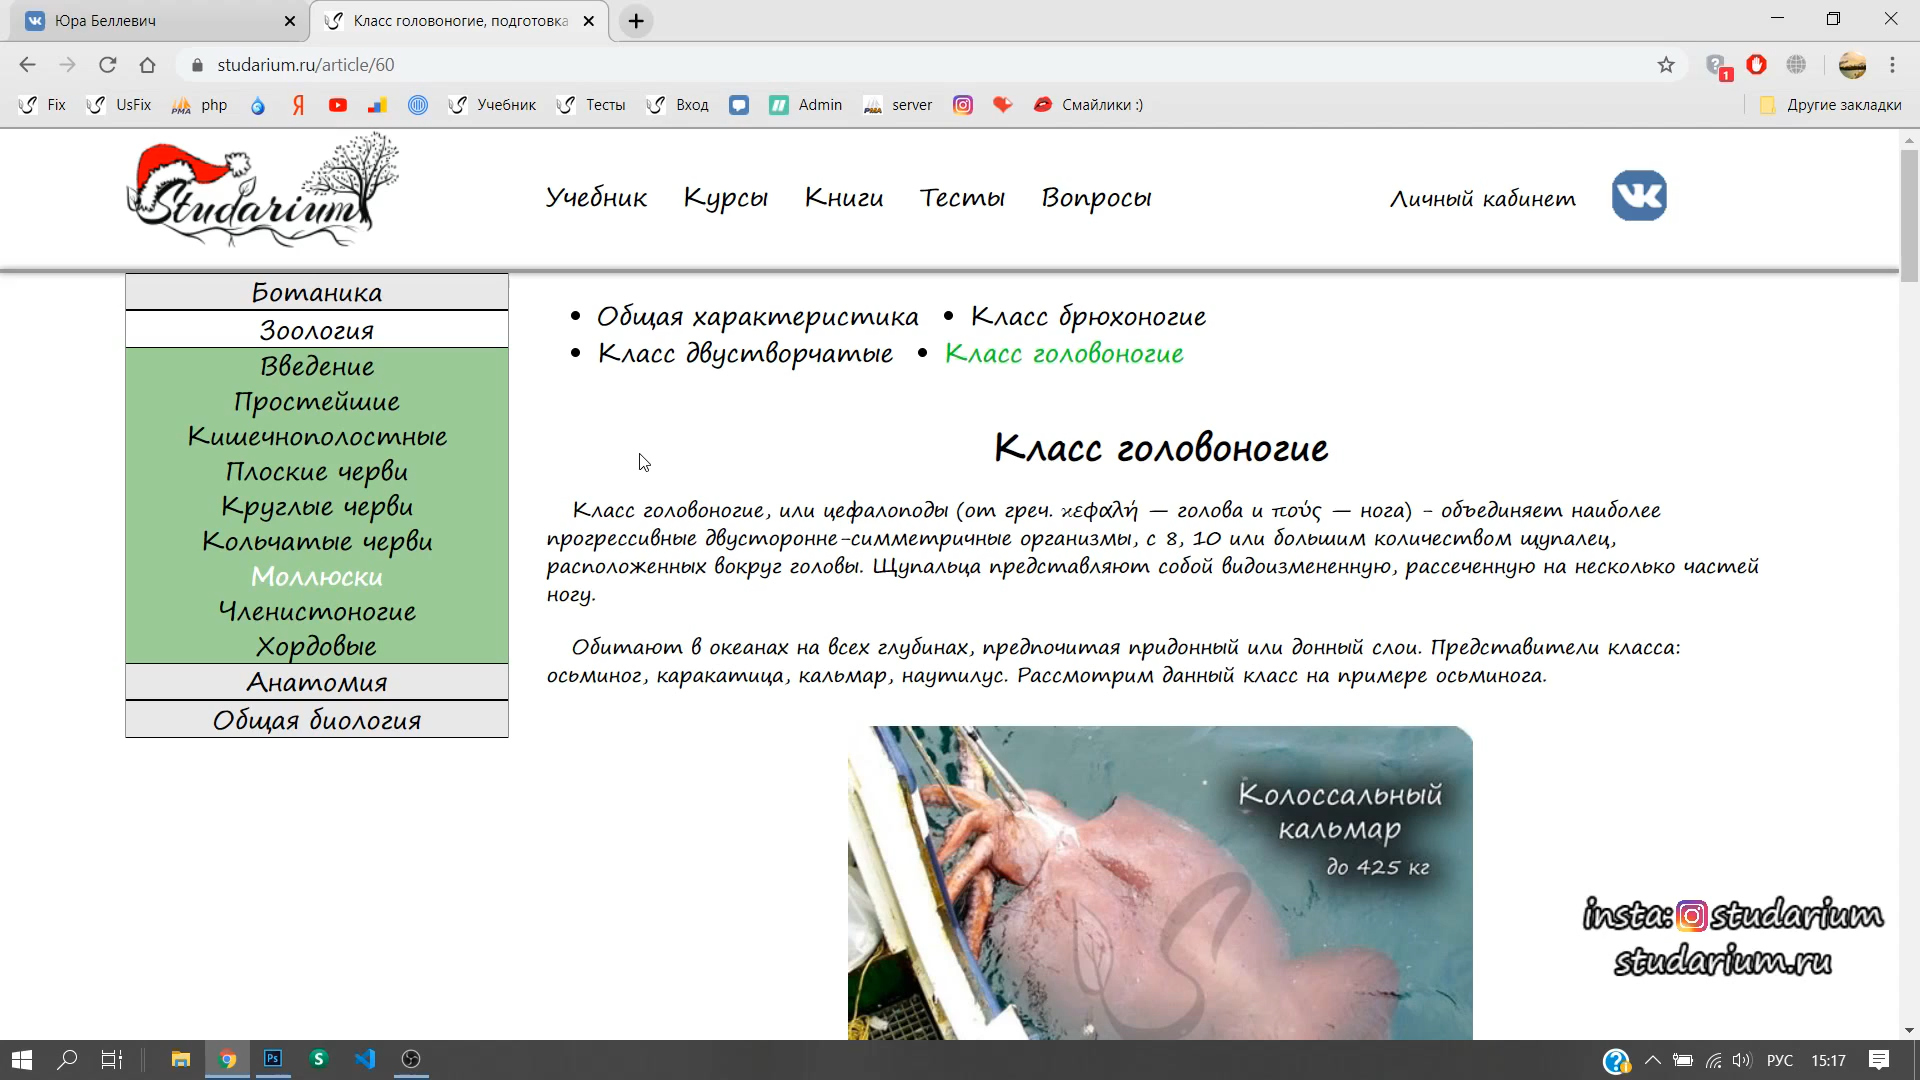 Юра Беллевич
Класс головоногие, подготовка
studarium.ru/article/60
1
Fix UsFix php Учебник Тесты Вход Admin server Смайлики :) Другие закладки
Studarium
Учебник Курсы Книги Тесты Вопросы Личный кабинет
Ботаника
Зоология
Введение
Простейшие
Кишечнополостные
Плоские черви
Круглые черви
Кольчатые черви
Моллюски
Членистоногие
Хордовые
Анатомия
Общая биология
• Общая характеристика • Класс брюхоногие
• Класс двустворчатые • Класс головоногие
Класс головоногие
Класс головоногие, или цефалоподы (от греч. κεφαλή — голова и πούς — нога) - объединяет наиболее
прогрессивные двусторонне-симметричные организмы, с 8, 10 или большим количеством щупалец,
расположенных вокруг головы. Щупальца представляют собой видоизмененную, рассеченную на несколько частей
ногу.
Обитают в океанах на всех глубинах, предпочитая придонный или донный слои. Представители класса:
осьминог, каракатица, кальмар, наутилус. Рассмотрим данный класс на примере осьминога.
Колоссальный
кальмар
до 425 кг
insta: studarium
studarium.ru
РУС 15:17